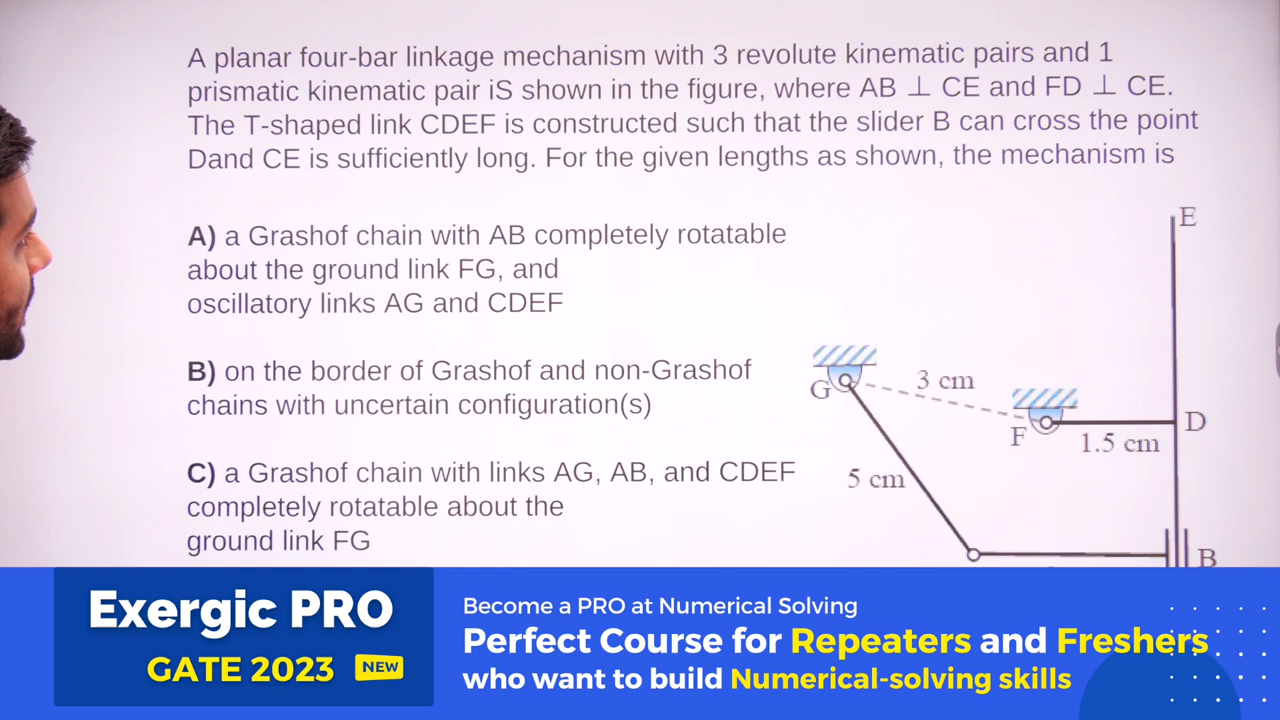 A planar four-bar linkage mechanism with 3 revolute kinematic pairs and 1
prismatic kinematic pair iS shown in the figure, where AB ⊥ CE and FD ⊥ CE.
The T-shaped link CDEF is constructed such that the slider B can cross the point
Dand CE is sufficiently long. For the given lengths as shown, the mechanism is
A) a Grashof chain with AB completely rotatable
about the ground link FG, and
oscillatory links AG and CDEF
B) on the border of Grashof and non-Grashof
chains with uncertain configuration(s)
C) a Grashof chain with links AG, AB, and CDEF
completely rotatable about the
ground link FG
E
G
3 cm
F
D
1.5 cm
5 cm
B
Exergic PRO
GATE 2023 NEW
Become a PRO at Numerical Solving
Perfect Course for Repeaters and Freshers
who want to build Numerical-solving skills